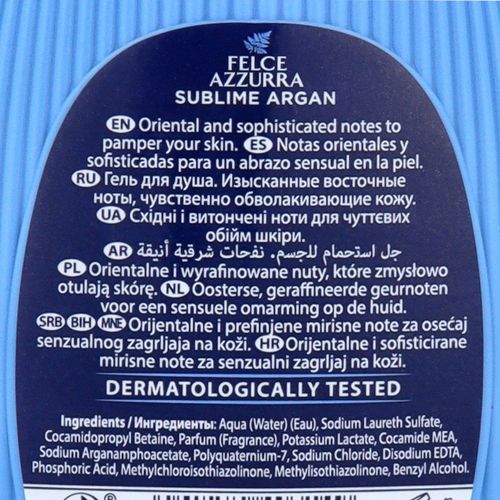 FELCE
AZZURRA
SUBLIME ARGAN
EN Oriental and sophisticated notes to
pamper your skin. ES Notas orientales y
sofisticadas para un abrazo sensual en la piel.
RU Гель для душа. Изысканные восточные
ноты, чувственно обволакивающие кожу.
UA Східні і витончені ноти для чуттєвих
обійм шкіри.
AR جل استحمام للجسم. نفحات شرقية أنيقة
PL Orientalne i wyrafinowane nuty, które zmysłowo
otulają skórę. NL Oosterse, geraffineerde geurnoten
voor een sensuele omarming op de huid.
SRB BIH MNE Orijentalne i prefinjene mirisne note za osećaj
senzualnog zagrljaja na koži. HR Orijentalne i sofisticirane
mirisne note za senzualni zagrljaj na koži.
DERMATOLOGICALLY TESTED
Ingredients / Ингредиенты: Aqua (Water) (Eau), Sodium Laureth Sulfate,
Cocamidopropyl Betaine, Parfum (Fragrance), Potassium Lactate, Cocamide MEA,
Sodium Arganamphoacetate, Polyquaternium-7, Sodium Chloride, Disodium EDTA,
Phosphoric Acid, Methylchloroisothiazolinone, Methylisothiazolinone, Benzyl Alcohol.